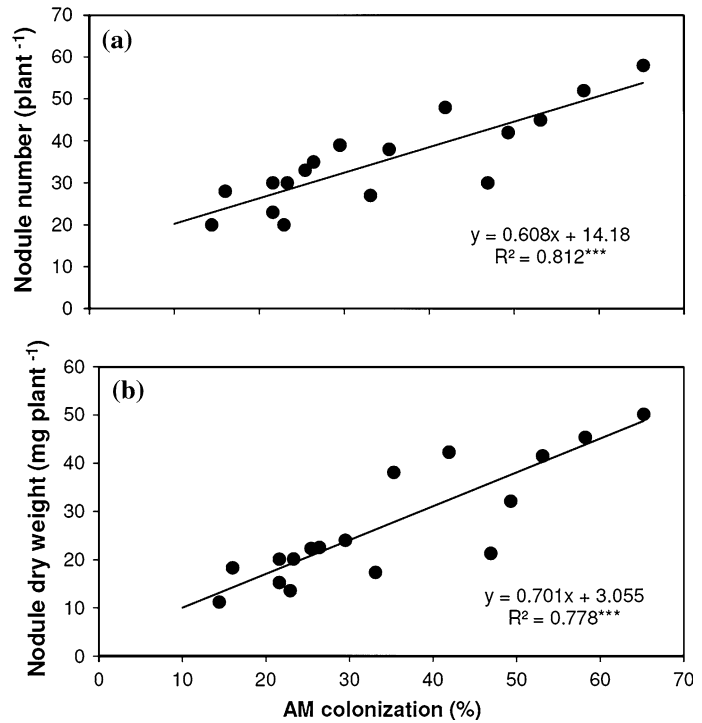 (a)
Nodule number (plant ⁻¹)
70
60
50
40
30
20
10
0
y = 0.608x + 14.18
R² = 0.812***
(b)
Nodule dry weight (mg plant ⁻¹)
60
50
40
30
20
10
0
y = 0.701x + 3.055
R² = 0.778***
0 10 20 30 40 50 60 70
AM colonization (%)